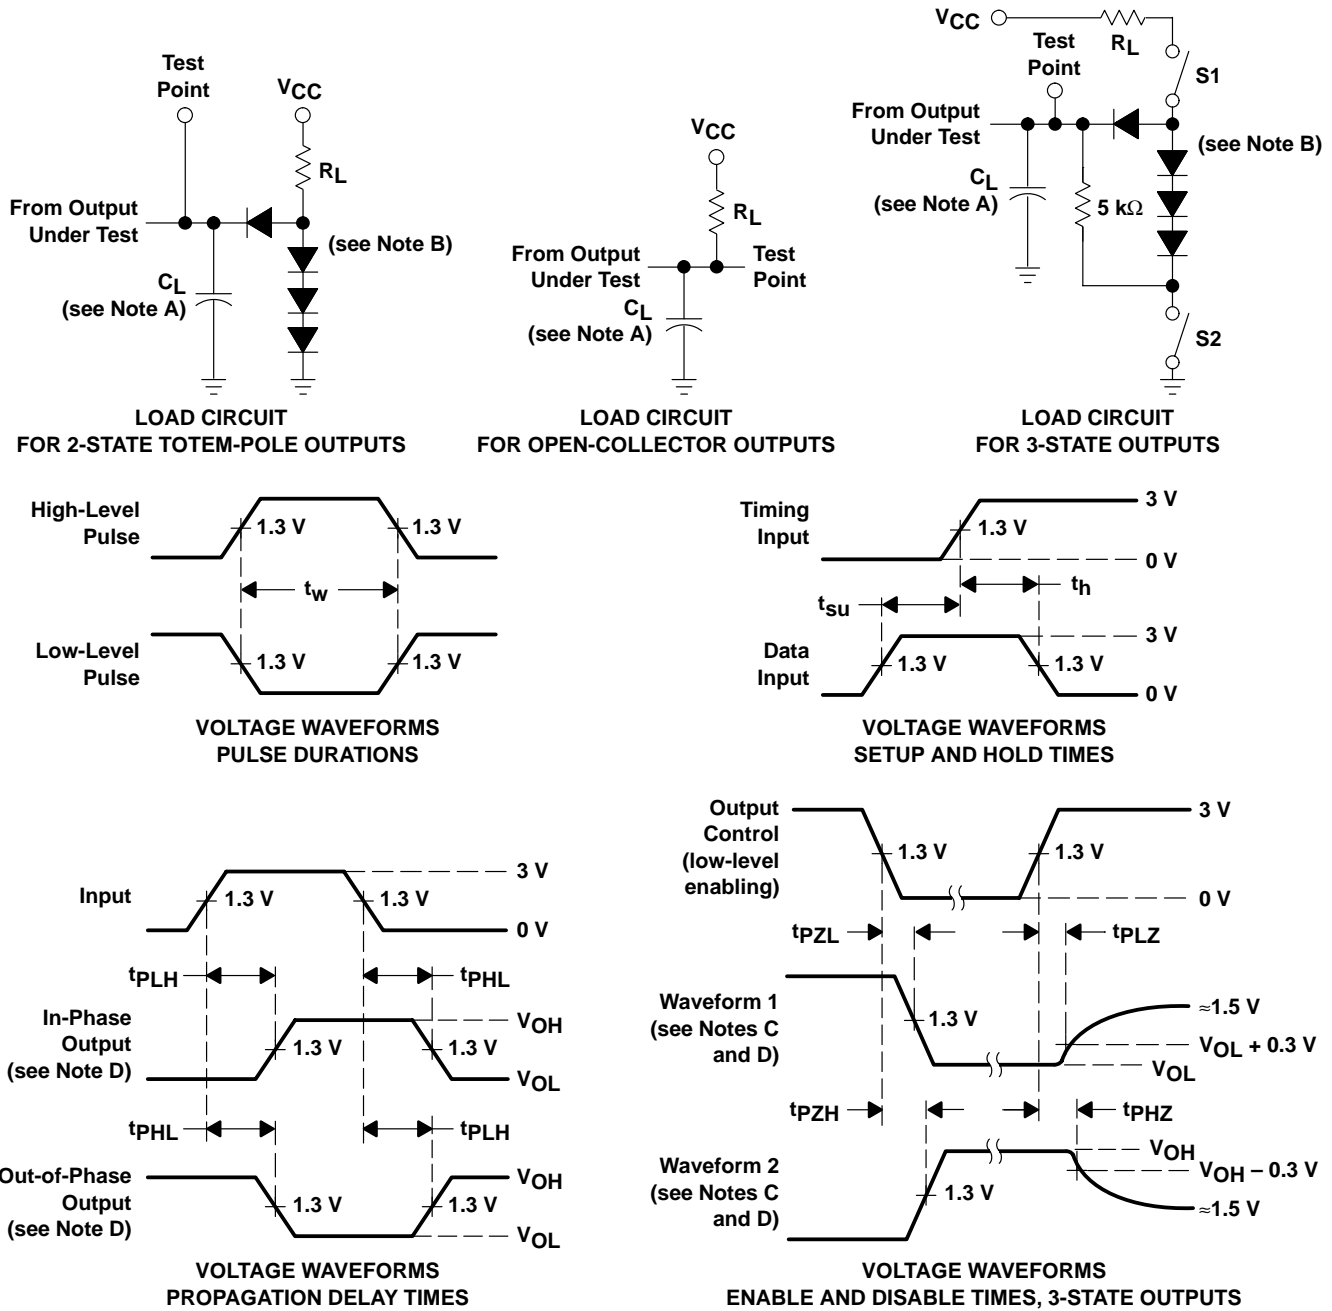 Test
Point
VCC
RL
From Output
Under Test
(see Note B)
CL
(see Note A)
LOAD CIRCUIT
FOR 2-STATE TOTEM-POLE OUTPUTS
VCC
RL
From Output
Under Test
Test
Point
CL
(see Note A)
LOAD CIRCUIT
FOR OPEN-COLLECTOR OUTPUTS
VCC
RL
Test
Point
S1
From Output
Under Test
(see Note B)
CL
(see Note A)
5 kΩ
S2
LOAD CIRCUIT
FOR 3-STATE OUTPUTS
High-Level
Pulse
1.3 V
1.3 V
tw
Low-Level
Pulse
1.3 V
1.3 V
VOLTAGE WAVEFORMS
PULSE DURATIONS
Timing
Input
1.3 V
3 V
0 V
th
tsu
Data
Input
1.3 V
1.3 V
3 V
0 V
VOLTAGE WAVEFORMS
SETUP AND HOLD TIMES
Input
1.3 V
1.3 V
3 V
0 V
tPLH
tPHL
In-Phase
Output
(see Note D)
1.3 V
1.3 V
VOH
VOL
tPHL
tPLH
Out-of-Phase
Output
(see Note D)
1.3 V
1.3 V
VOH
VOL
VOLTAGE WAVEFORMS
PROPAGATION DELAY TIMES
Output
Control
(low-level
enabling)
1.3 V
1.3 V
3 V
0 V
tPZL
tPLZ
Waveform 1
(see Notes C
and D)
1.3 V
≈1.5 V
VOL + 0.3 V
VOL
tPZH
tPHZ
Waveform 2
(see Notes C
and D)
1.3 V
VOH
VOH – 0.3 V
≈1.5 V
VOLTAGE WAVEFORMS
ENABLE AND DISABLE TIMES, 3-STATE OUTPUTS